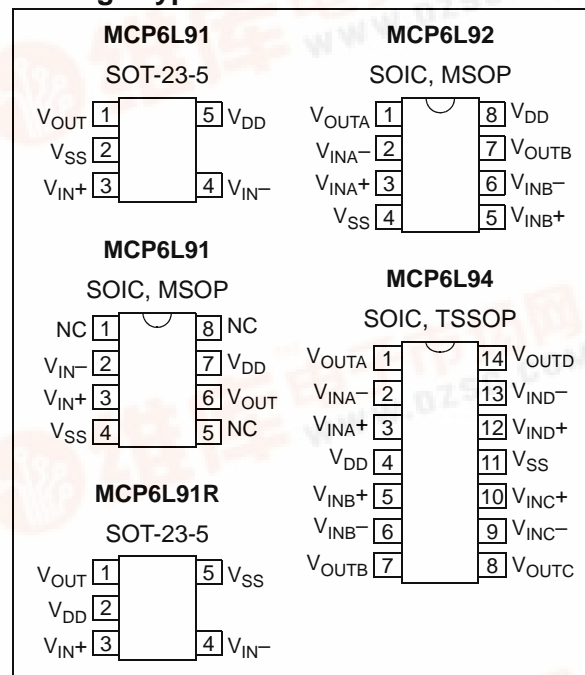 MCP6L91
SOT-23-5
VOUT 1 5 VDD
VSS 2
VIN+ 3 4 VIN–
MCP6L91
SOIC, MSOP
NC 1 8 NC
VIN– 2 7 VDD
VIN+ 3 6 VOUT
VSS 4 5 NC
MCP6L91R
SOT-23-5
VOUT 1 5 VSS
VDD 2
VIN+ 3 4 VIN–
MCP6L92
SOIC, MSOP
VOUTA 1 8 VDD
VINA– 2 7 VOUTB
VINA+ 3 6 VINB–
VSS 4 5 VINB+
MCP6L94
SOIC, TSSOP
VOUTA 1 14 VOUTD
VINA– 2 13 VIND–
VINA+ 3 12 VIND+
VDD 4 11 VSS
VINB+ 5 10 VINC+
VINB– 6 9 VINC–
VOUTB 7 8 VOUTC